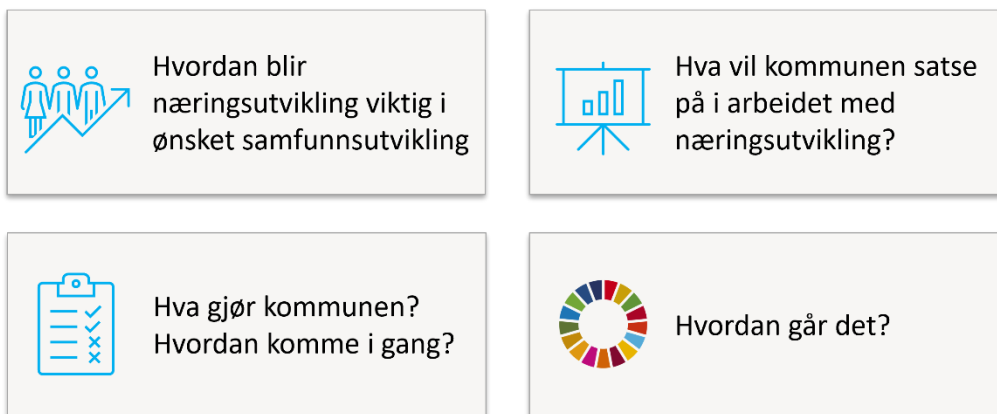 Hvordan blir
næringsutvikling viktig i
ønsket samfunnsutvikling
Hva vil kommunen satse
på i arbeidet med
næringsutvikling?
Hva gjør kommunen?
Hvordan komme i gang?
Hvordan går det?